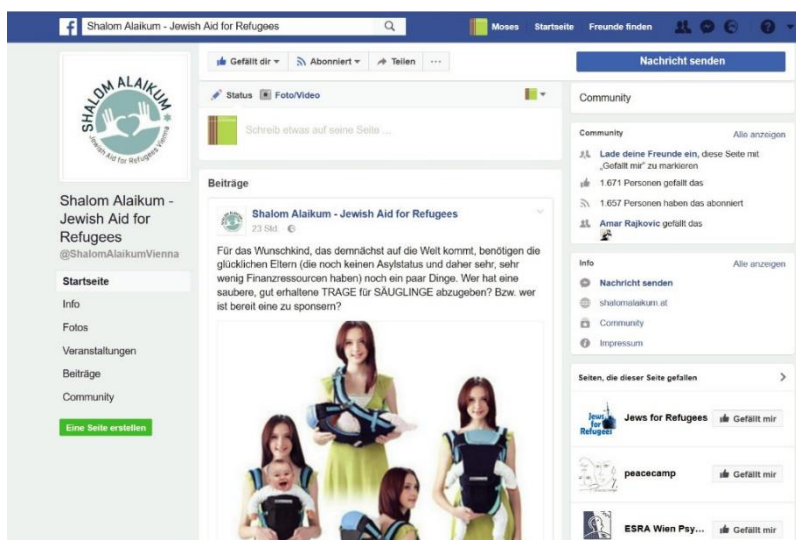 Shalom Alaikum - Jewish Aid for Refugees
Moses
Startseite
Freunde finden
SHALOM ALAIKUM
Jewish Aid for Refugees Vienna
Shalom Alaikum -
Jewish Aid for
Refugees
@ShalomAlaikumVienna
Startseite
Info
Fotos
Veranstaltungen
Beiträge
Community
Eine Seite erstellen
Gefällt dir
Abonniert
Teilen
Status
Foto/Video
Schreib etwas auf seine Seite ...
Beiträge
Shalom Alaikum - Jewish Aid for Refugees
23 Std.
Für das Wunschkind, das demnächst auf die Welt kommt, benötigen die
glücklichen Eltern (die noch keinen Asylstatus und daher sehr, sehr
wenig Finanzressourcen haben) noch ein paar Dinge. Wer hat eine
saubere, gut erhaltene TRAGE für SÄUGLINGE abzugeben? Bzw. wer
ist bereit eine zu sponsern?
Nachricht senden
Community
Community
Alle anzeigen
Lade deine Freunde ein, diese Seite mit
„Gefällt mir“ zu markieren
1.671 Personen gefällt das
1.657 Personen haben das abonniert
Amar Rajkovic gefällt das
Info
Alle anzeigen
Nachricht senden
shalomalaikum.at
Community
Impressum
Seiten, die dieser Seite gefallen
Jews for Refugees
Jews for Refugees
Gefällt mir
peacecamp
Gefällt mir
ESRA Wien Psy...
Gefällt mir